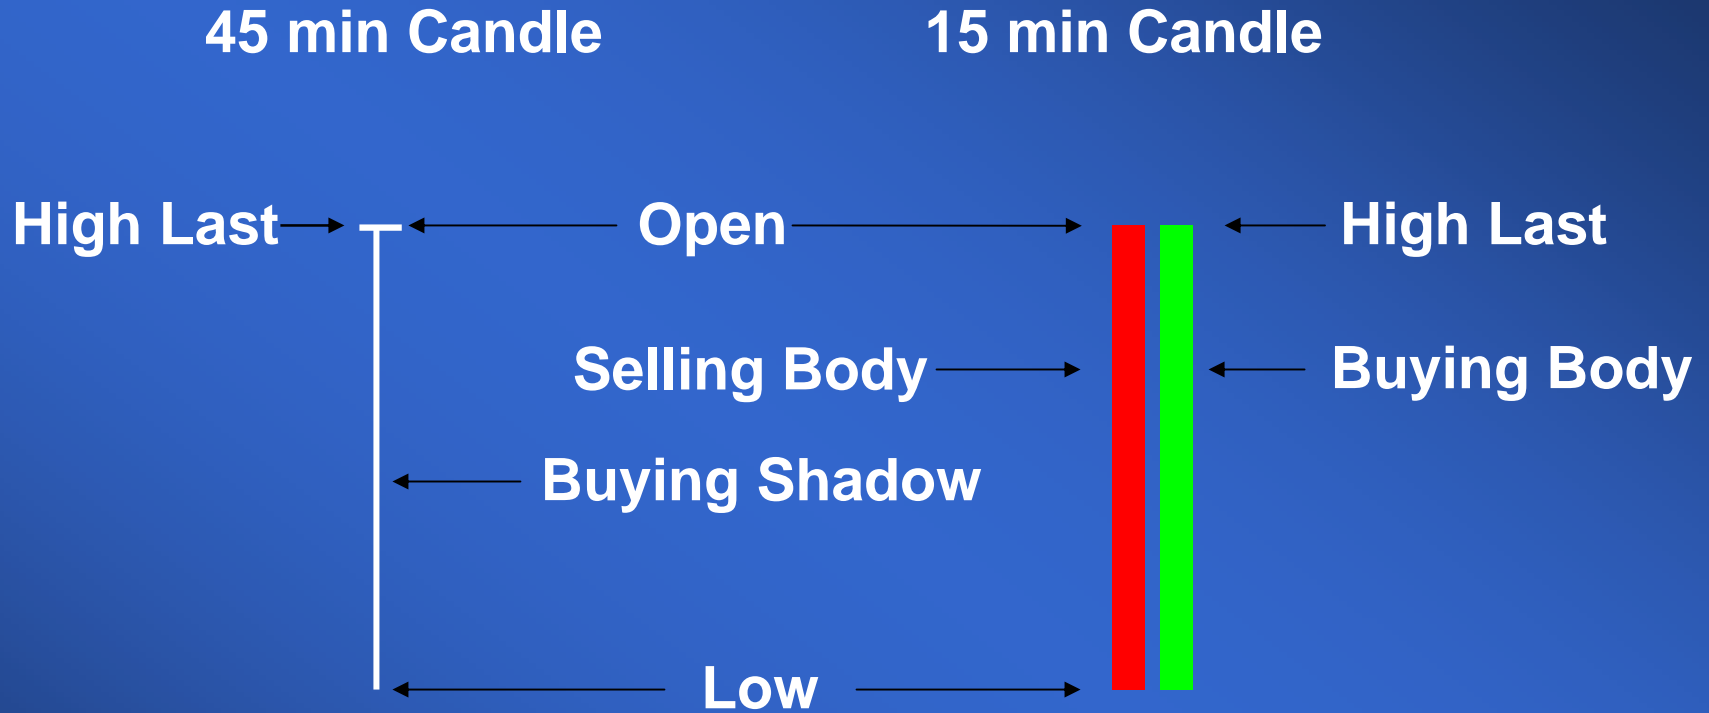 45 min Candle 15 min Candle
High Last Open High Last
Selling Body Buying Body
Buying Shadow
Low